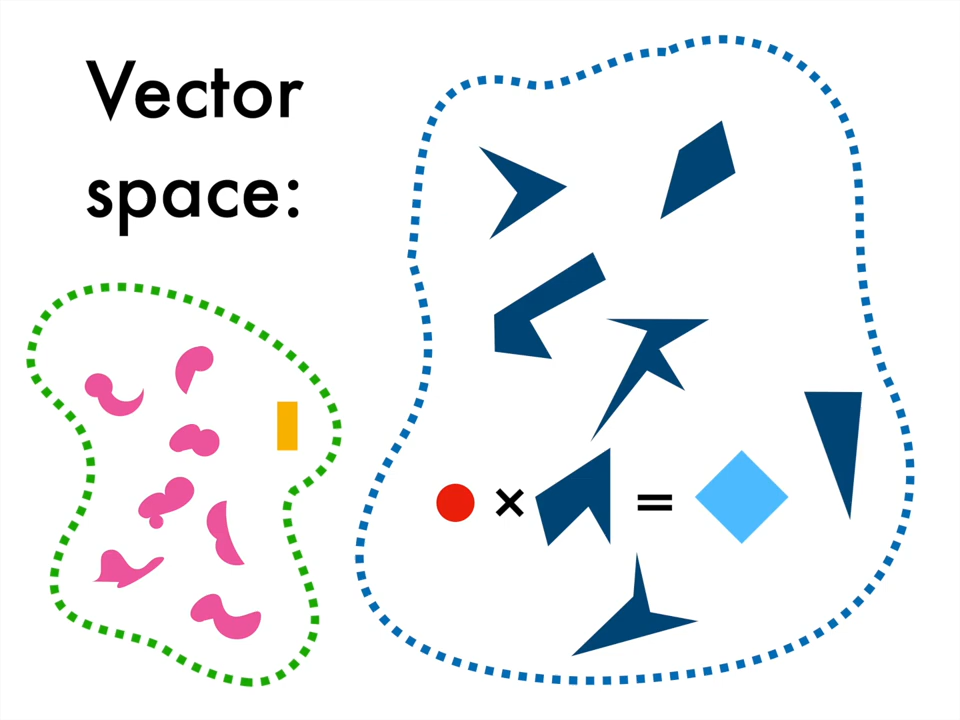 Vector
space:
× =